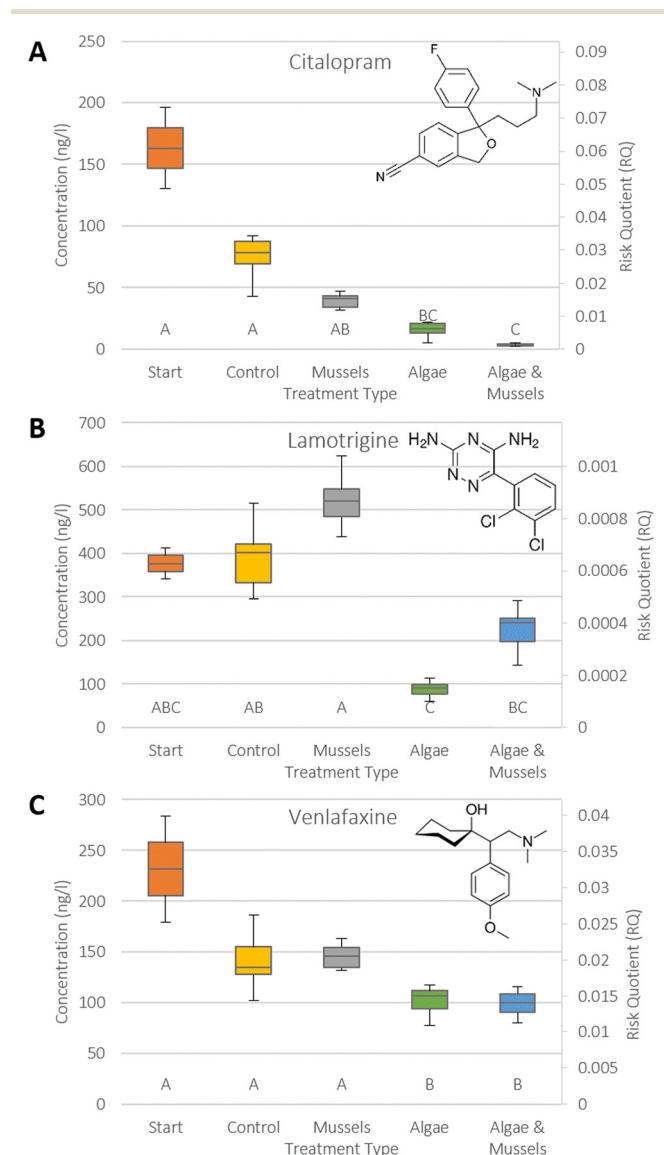 A
Citalopram
Concentration (ng/l)
250
200
150
100
50
0
0.09
0.08
0.07
0.06
0.05
0.04
0.03
0.02
0.01
0
Risk Quotient (RQ)
F
N
O
N
A A AB BC C
Start Control Mussels Algae Algae &
Treatment Type Mussels
B
Lamotrigine
Concentration (ng/l)
700
600
500
400
300
200
100
0
0.001
0.0008
0.0006
0.0004
0.0002
0
Risk Quotient (RQ)
H2N N NH2
N
N
Cl
Cl
ABC AB A C BC
Start Control Mussels Algae Algae &
Treatment Type Mussels
C
Venlafaxine
Concentration (ng/l)
300
250
200
150
100
50
0
0.04
0.035
0.03
0.025
0.02
0.015
0.01
0.005
0
Risk Quotient (RQ)
OH
N
O
A A A B B
Start Control Mussels Algae Algae &
Treatment Type Mussels